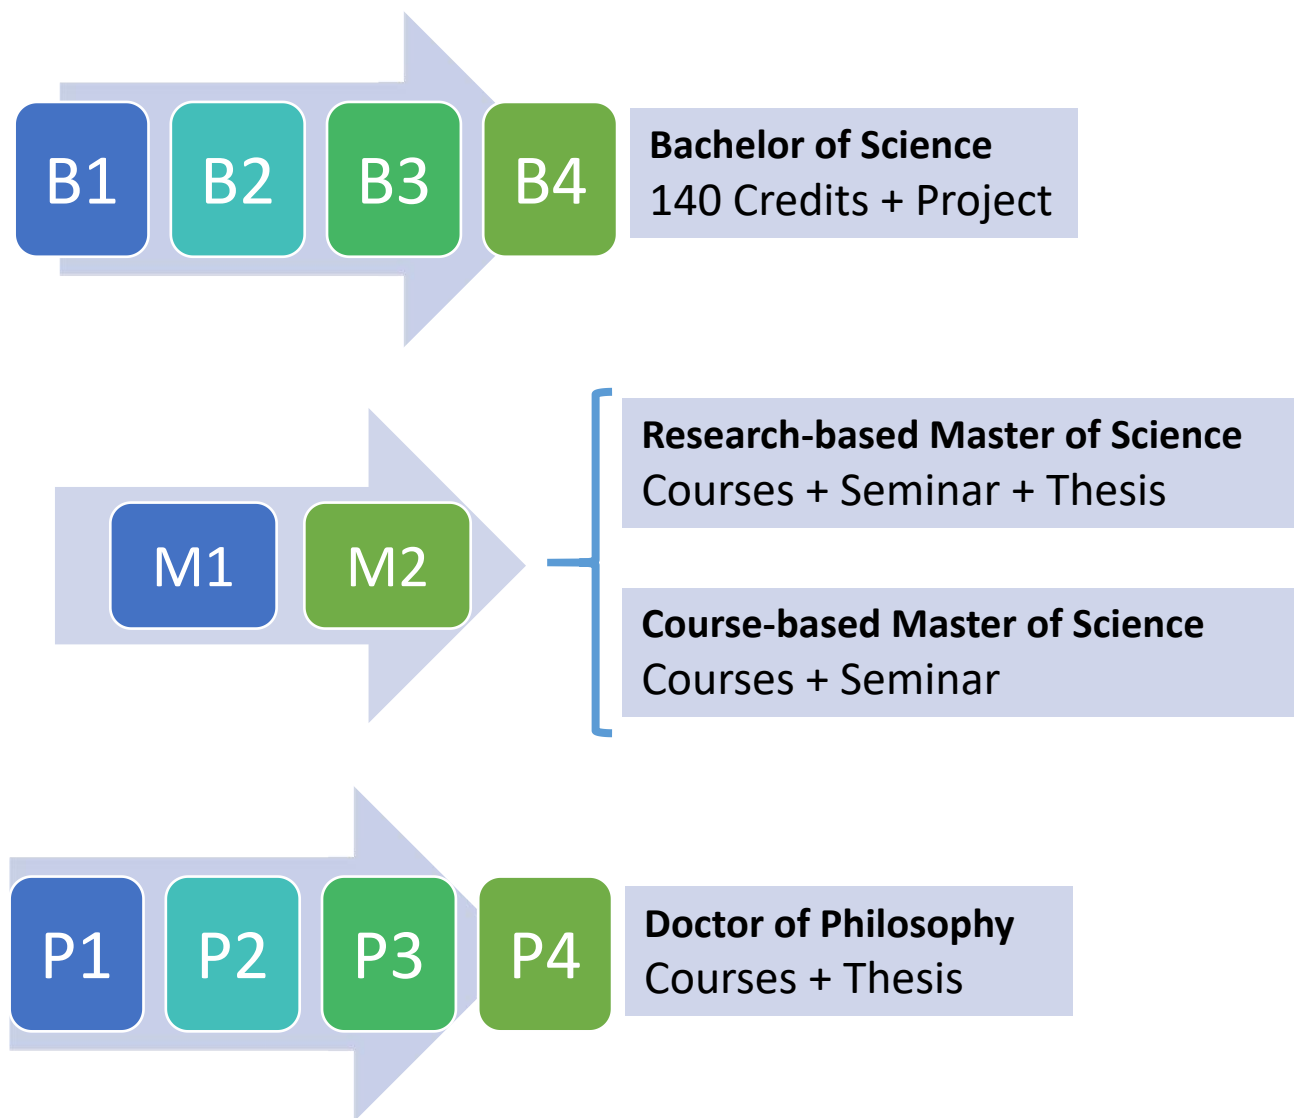 B1
B2
B3
B4
Bachelor of Science
140 Credits + Project
M1
M2
Research-based Master of Science
Courses + Seminar + Thesis
Course-based Master of Science
Courses + Seminar
P1
P2
P3
P4
Doctor of Philosophy
Courses + Thesis